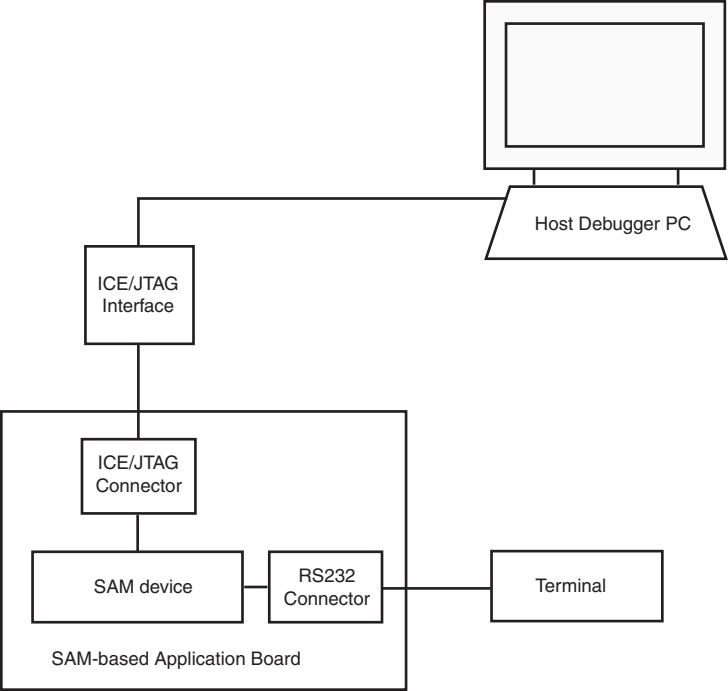 Host Debugger PC
ICE/JTAG
Interface
ICE/JTAG
Connector
SAM device
RS232
Connector
Terminal
SAM-based Application Board